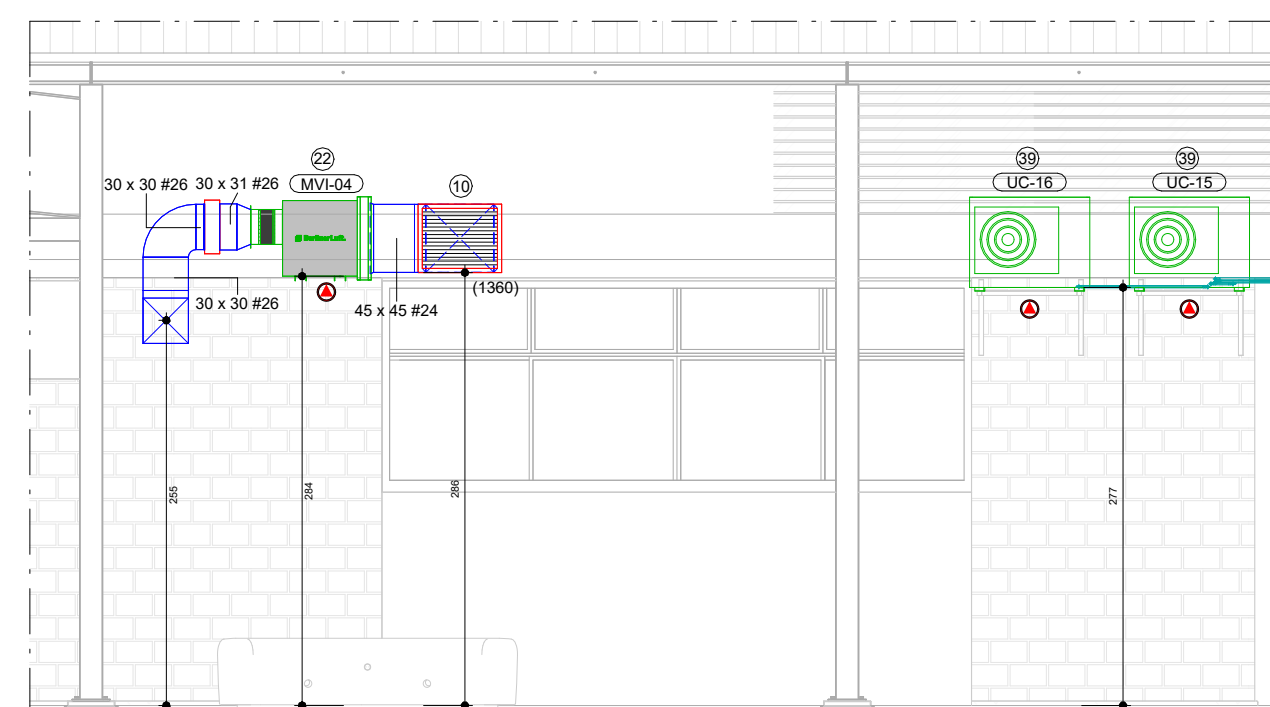 22
39
39
30 x 30 #26
30 x 31 #26
MVI-04
10
UC-16
UC-15
BerlinerLuft.
30 x 30 #26
(1360)
45 x 45 #24
255
284
286
277